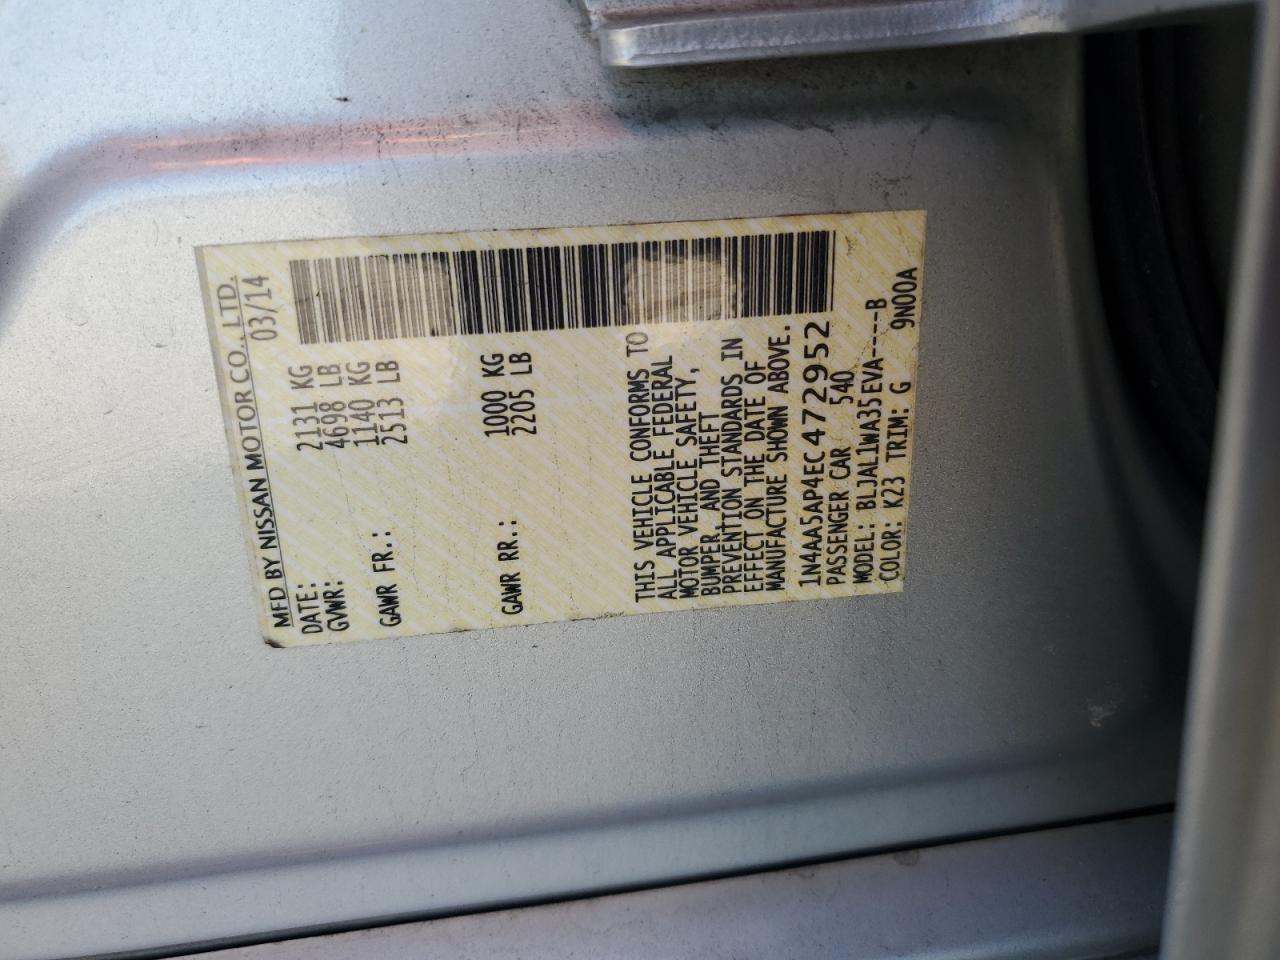 MFD BY NISSAN MOTOR CO., LTD.
DATE: 03/14
GVWR: 2131 KG
4698 LB
GAWR FR.: 1140 KG
2513 LB
GAWR RR.: 1000 KG
2205 LB
THIS VEHICLE CONFORMS TO
ALL APPLICABLE FEDERAL
MOTOR VEHICLE SAFETY,
BUMPER, AND THEFT
PREVENTION STANDARDS IN
EFFECT ON THE DATE OF
MANUFACTURE SHOWN ABOVE.
1N4AA5AP4EC472952
PASSENGER CAR 540
MODEL: BLJAL1WA35EVA-----B
COLOR: K23 TRIM: G 9N00A